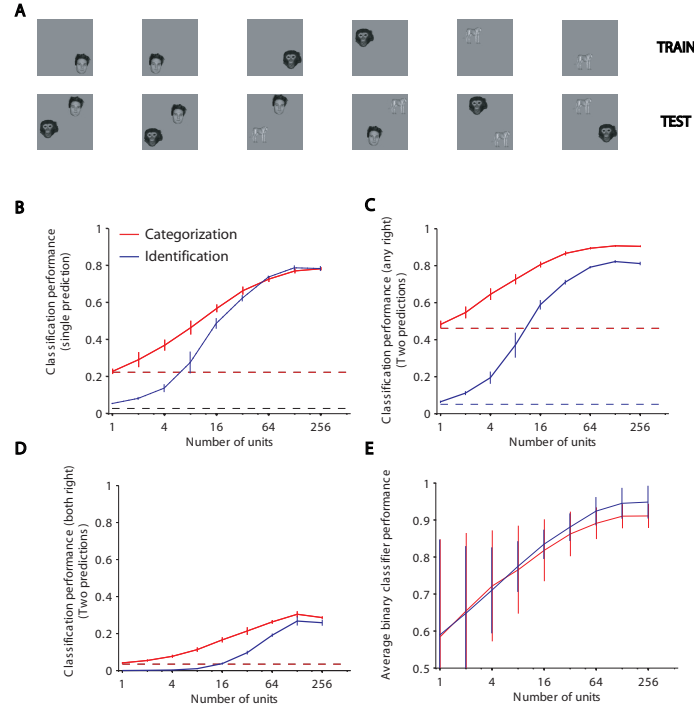 A
TRAIN
TEST
B
Categorization
Identification
Classification performance
(single prediction)
1
0.8
0.6
0.4
0.2
0
1 4 16 64 256
Number of units
C
Classification performance (any right)
(Two predictions)
1
0.8
0.6
0.4
0.2
0
1 4 16 64 256
Number of units
D
Classification performance (both right)
(Two predictions)
1
0.8
0.6
0.4
0.2
0
1 4 16 64 256
Number of units
E
Average binary classifier performance
1
0.9
0.8
0.7
0.6
0.5
1 4 16 64 256
Number of units